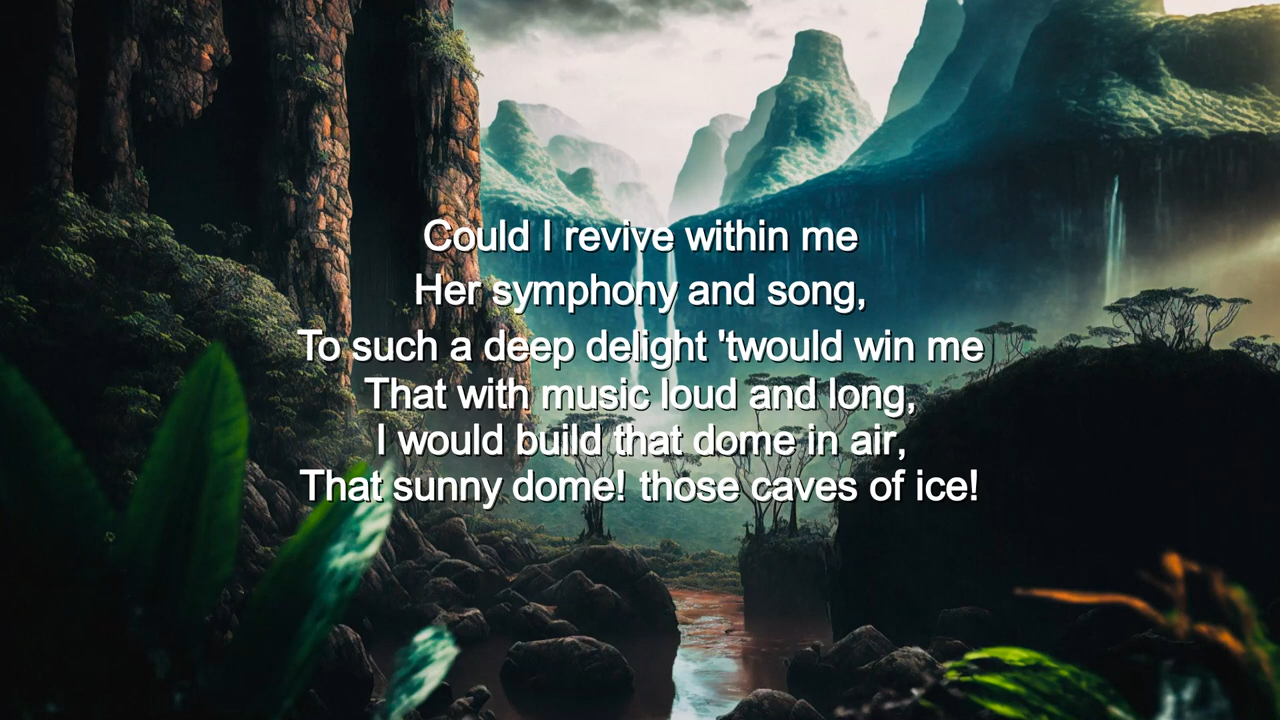 Could I revive within me
Her symphony and song,
To such a deep delight 'twould win me
That with music loud and long,
I would build that dome in air,
That sunny dome! those caves of ice!